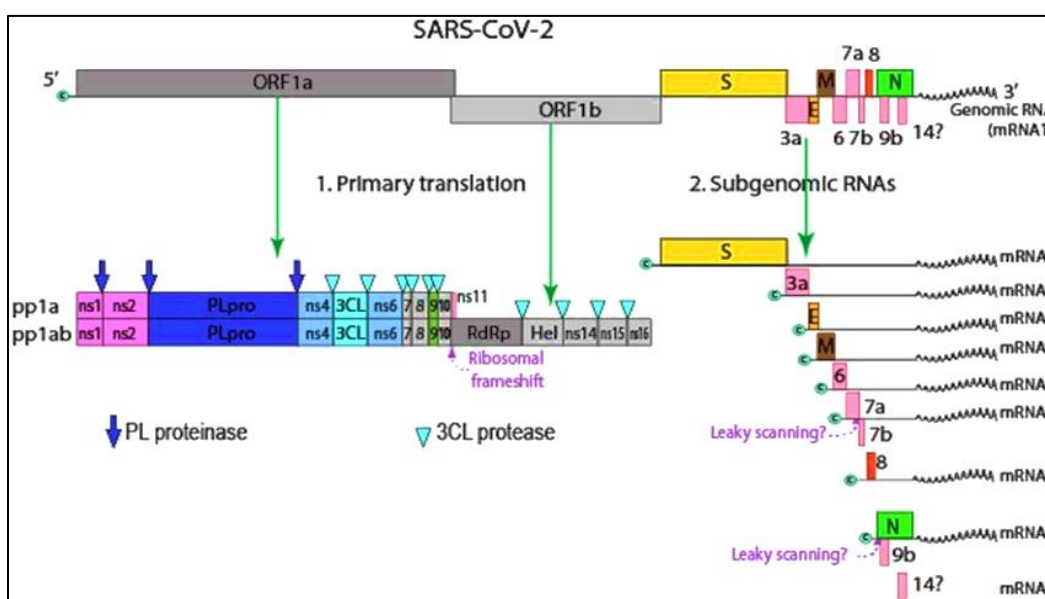 SARS-CoV-2
7a 8
5’ ORF1a S M N 3’
ORF1b E Genomic RN
(mRNA1
3a 6 7b 9b 14?
1. Primary translation 2. Subgenomic RNAs
S mRNA
3a mRNA
ns11
pp1a ns1 ns2 PLpro ns4 3CL ns6 7 8 9 10
E mRNA
pp1ab ns1 ns2 PLpro ns4 3CL ns6 7 8 9 10 RdRp Hel ns14 ns15 ns16
M mRNA
Ribosomal
frameshift
6 mRNA
7a mRNA
PL proteinase 3CL protease Leaky scanning? 7b
8 mRNA
N mRNA
Leaky scanning? 9b
14? mRNA
c
c
c
c
c
c
c
c
c